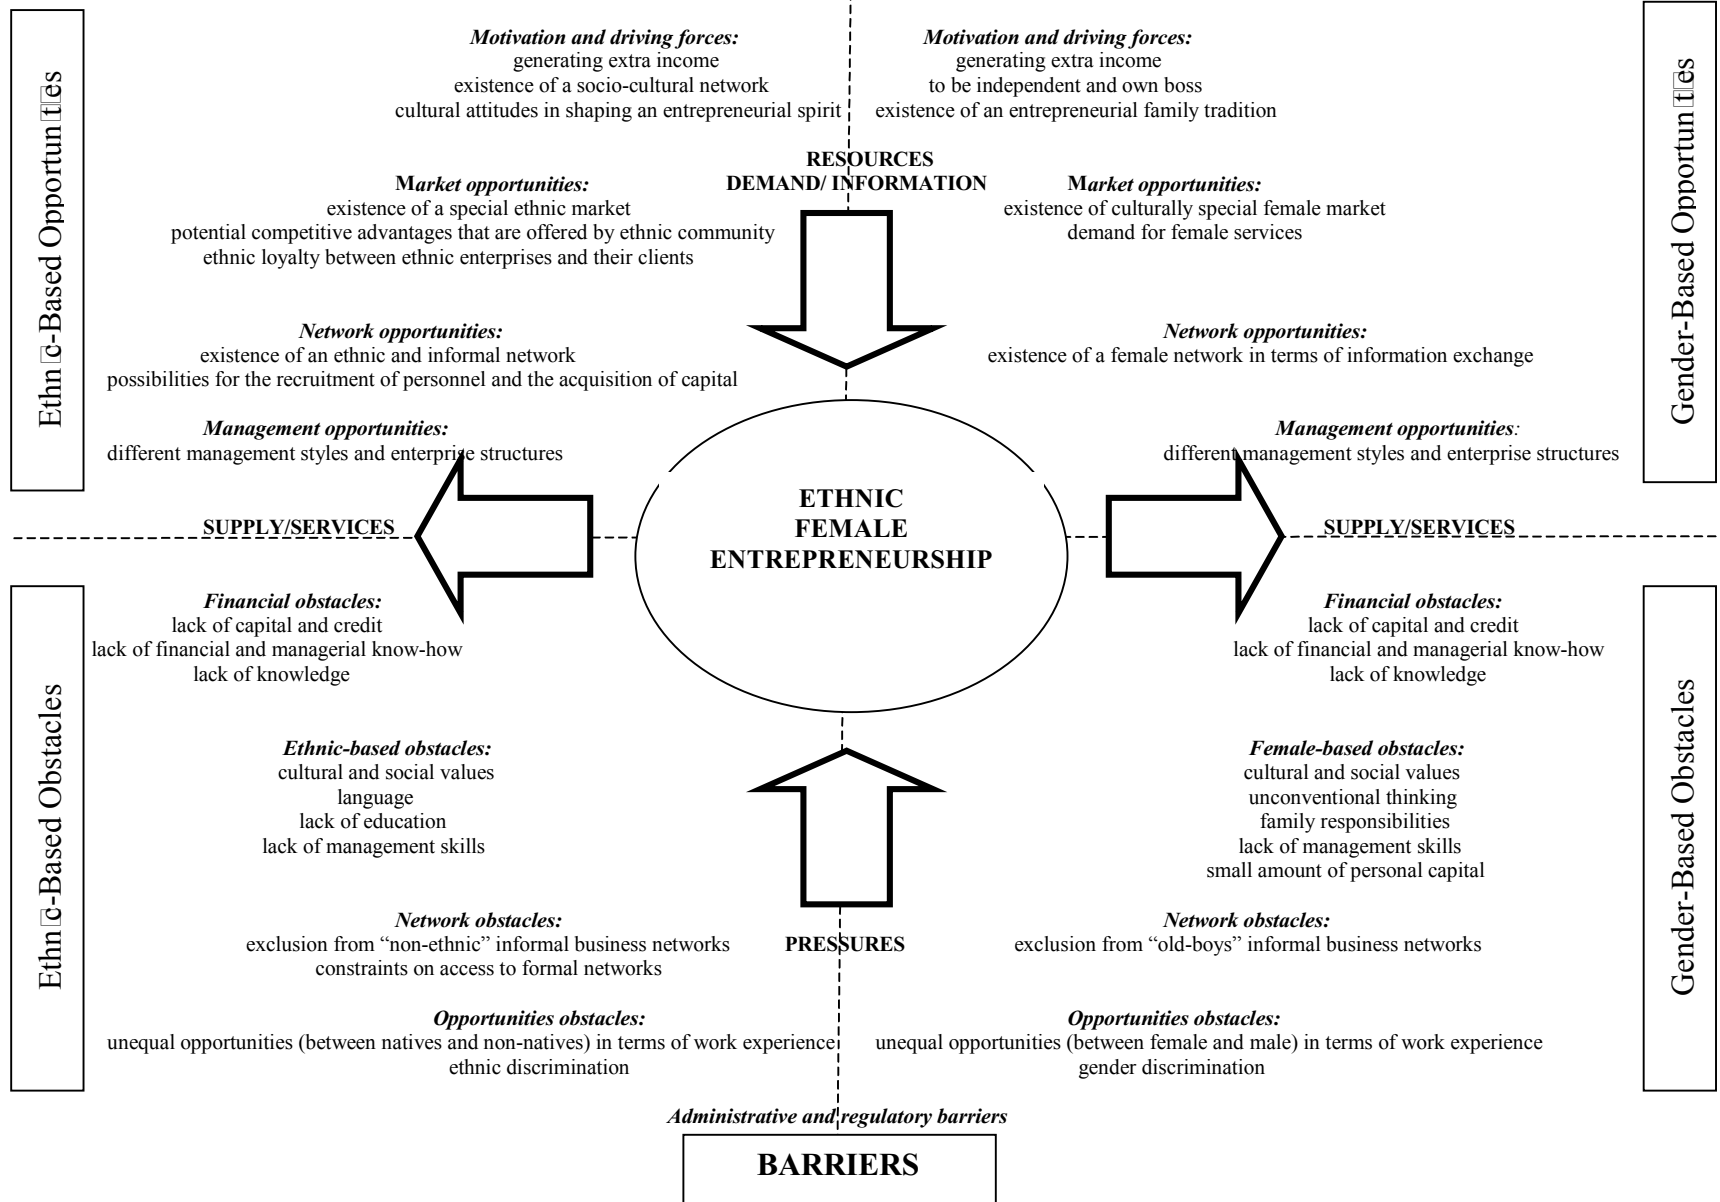 Ethnic-Based Opportunities
Motivation and driving forces:
generating extra income
existence of a socio-cultural network
cultural attitudes in shaping an entrepreneurial spirit
Market opportunities:
existence of a special ethnic market
potential competitive advantages that are offered by ethnic community
ethnic loyalty between ethnic enterprises and their clients
Network opportunities:
existence of an ethnic and informal network
possibilities for the recruitment of personnel and the acquisition of capital
Management opportunities:
different management styles and enterprise structures
Motivation and driving forces:
generating extra income
to be independent and own boss
existence of an entrepreneurial family tradition
Market opportunities:
existence of culturally special female market
demand for female services
Network opportunities:
existence of a female network in terms of information exchange
Management opportunities:
different management styles and enterprise structures
Gender-Based Opportunities
RESOURCES
DEMAND/ INFORMATION
SUPPLY/SERVICES
ETHNIC
FEMALE
ENTREPRENEURSHIP
SUPPLY/SERVICES
Ethnic-Based Obstacles
Financial obstacles:
lack of capital and credit
lack of financial and managerial know-how
lack of knowledge
Ethnic-based obstacles:
cultural and social values
language
lack of education
lack of management skills
Network obstacles:
exclusion from “non-ethnic” informal business networks
constraints on access to formal networks
Opportunities obstacles:
unequal opportunities (between natives and non-natives) in terms of work experience
ethnic discrimination
PRESSURES
Financial obstacles:
lack of capital and credit
lack of financial and managerial know-how
lack of knowledge
Female-based obstacles:
cultural and social values
unconventional thinking
family responsibilities
lack of management skills
small amount of personal capital
Network obstacles:
exclusion from “old-boys” informal business networks
Opportunities obstacles:
unequal opportunities (between female and male) in terms of work experience
gender discrimination
Gender-Based Obstacles
Administrative and regulatory barriers
BARRIERS